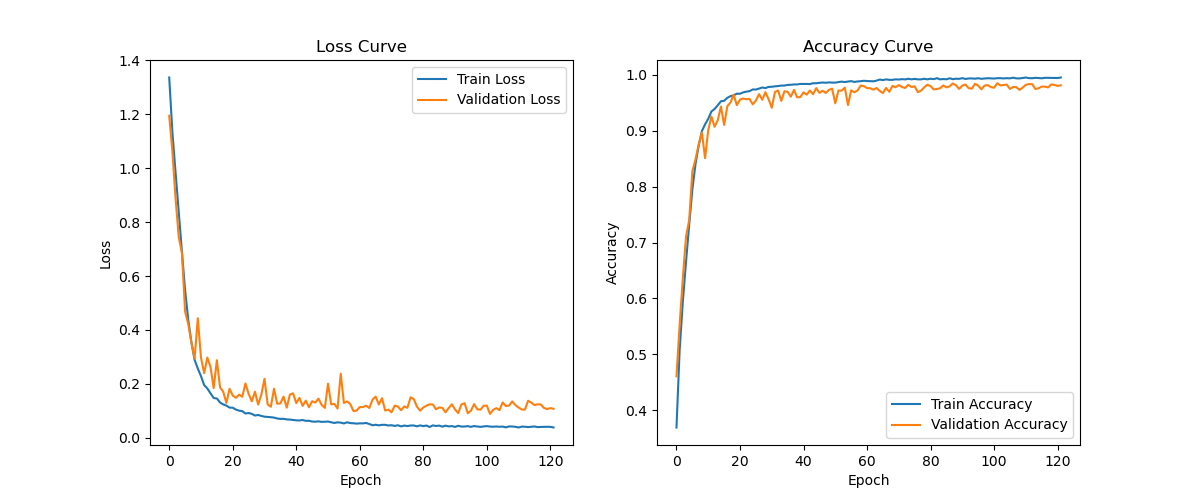 Loss Curve
1.4
1.2
1.0
0.8
0.6
0.4
0.2
0.0
Loss
Train Loss
Validation Loss
0 20 40 60 80 100 120
Epoch
Accuracy Curve
1.0
0.9
0.8
0.7
0.6
0.5
0.4
Accuracy
Train Accuracy
Validation Accuracy
0 20 40 60 80 100 120
Epoch